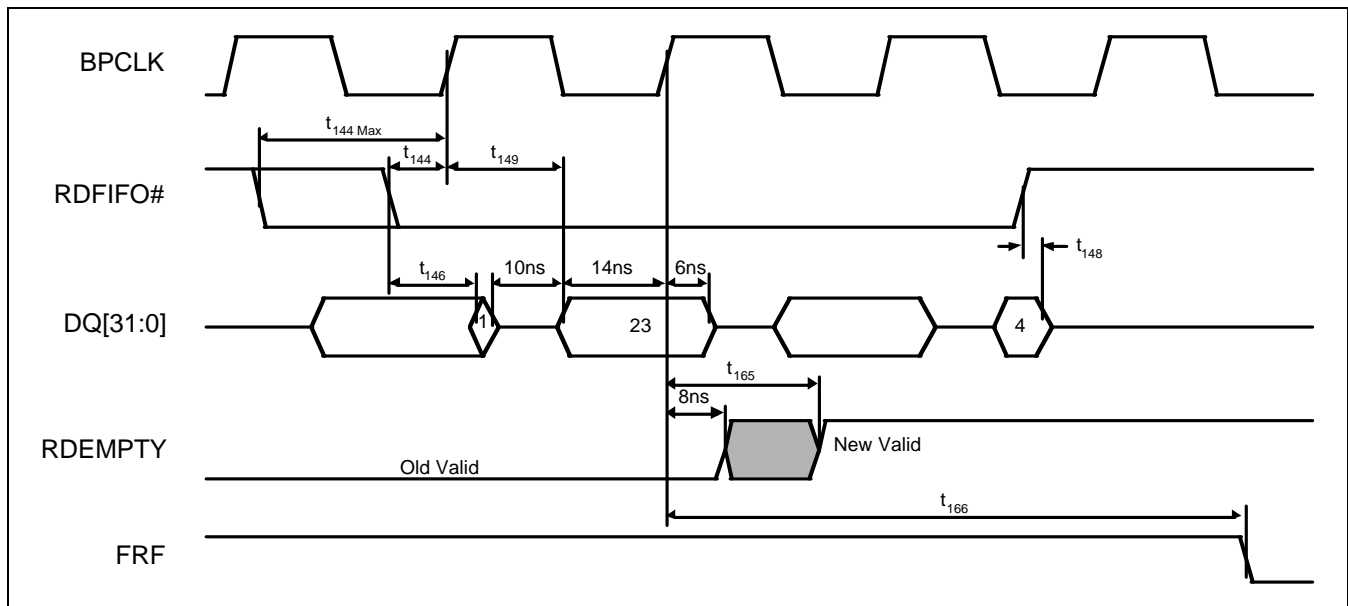 BPCLK
t144 Max
t144
t149
RDFIFO#
t148
t146
10ns
14ns
6ns
DQ[31:0]
1
23
4
t165
8ns
RDEMPTY
Old Valid
New Valid
t166
FRF